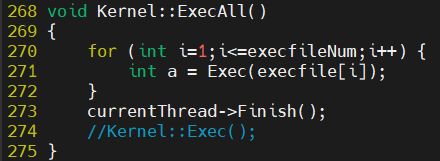 268 void Kernel::ExecAll()
269 {
270     for (int i=1;i<=execfileNum;i++) {
271         int a = Exec(execfile[i]);
272     }
273     currentThread->Finish();
274     //Kernel::Exec();
275 }